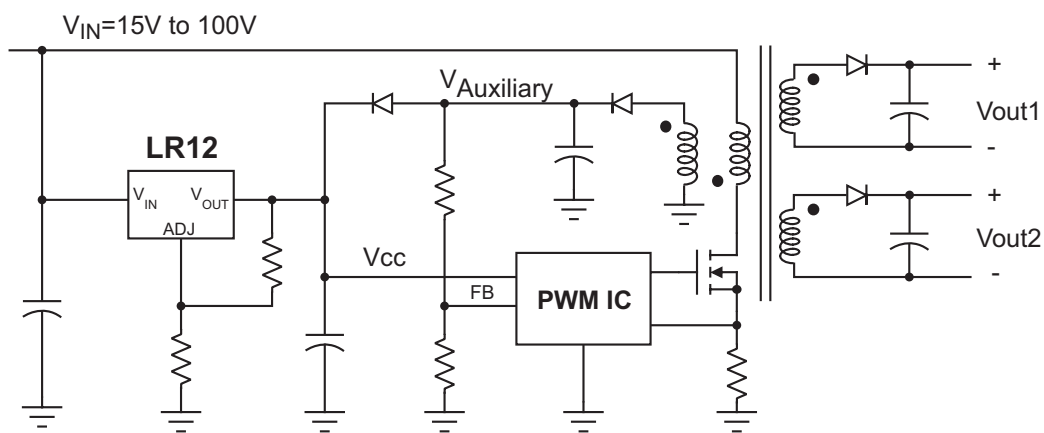 V_IN=15V to 100V
V_Auxiliary
+
Vout1
-
LR12
V_IN
V_OUT
ADJ
+
Vout2
-
Vcc
FB
PWM IC